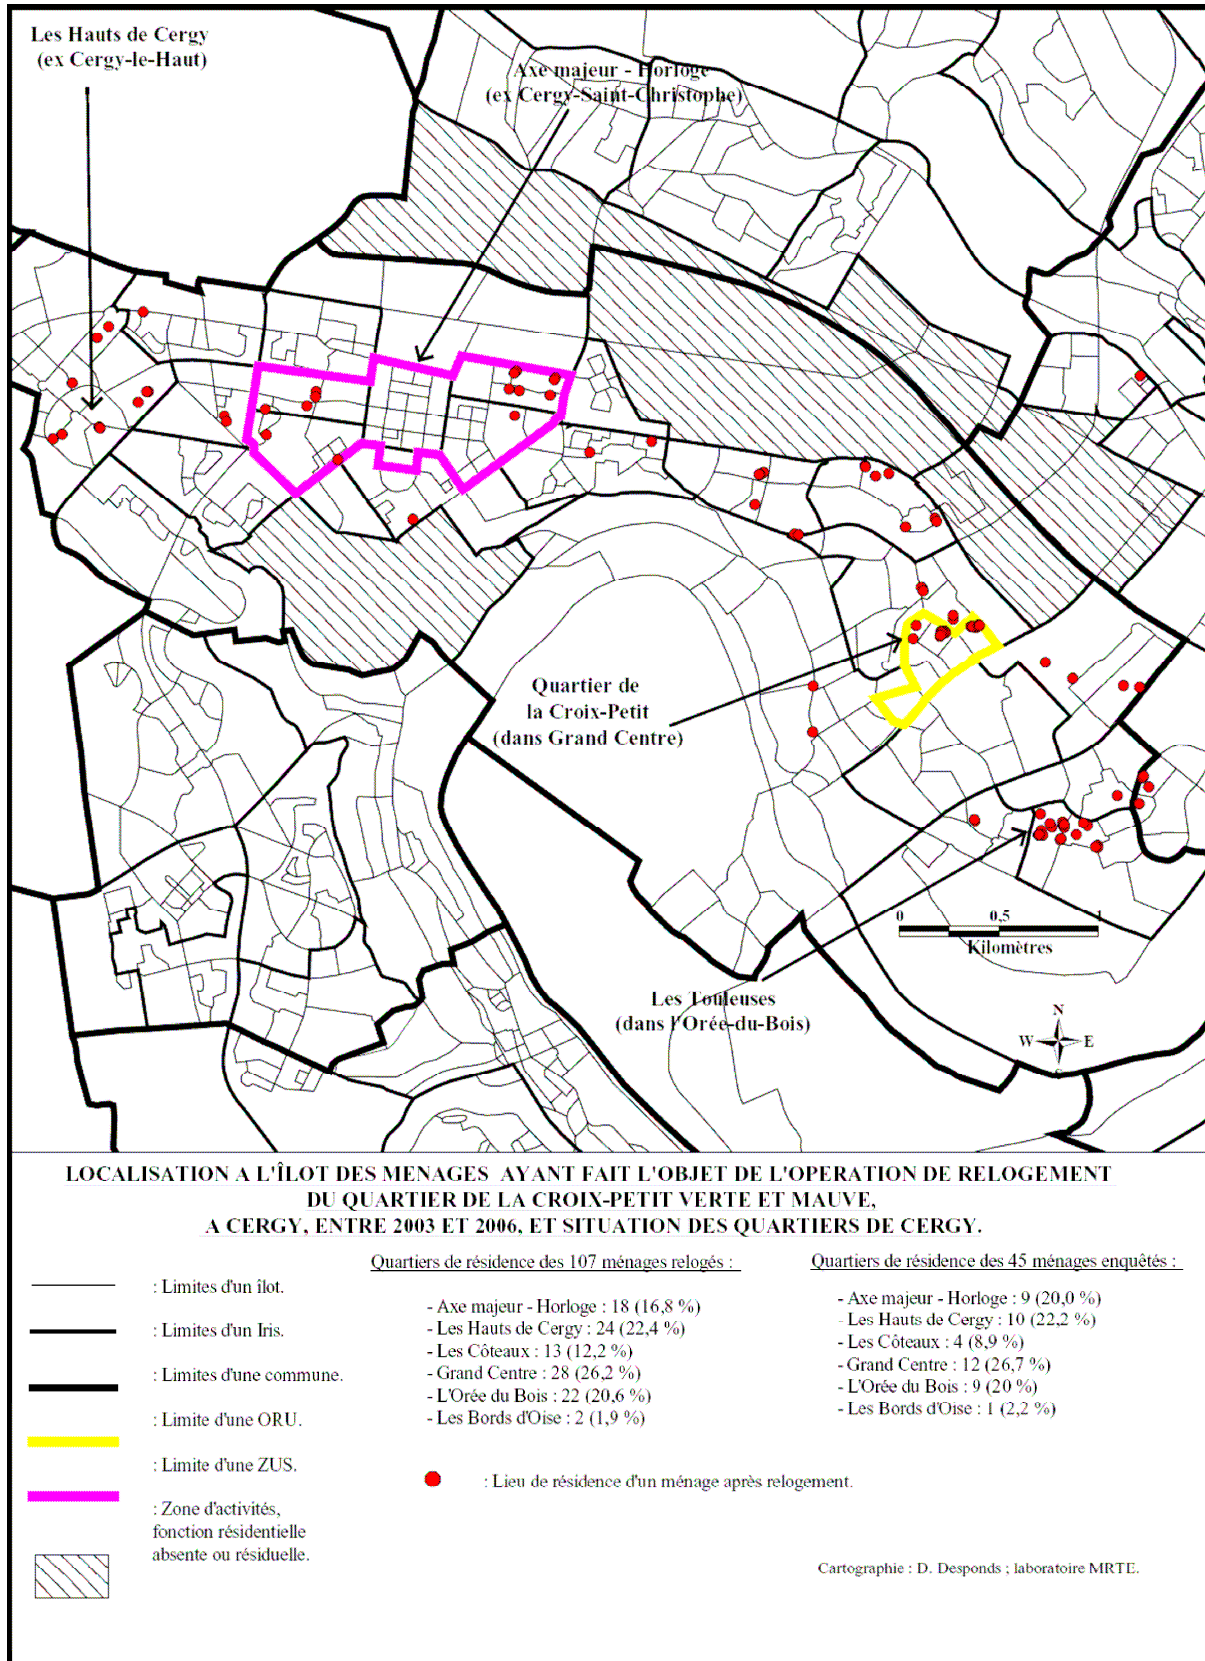 Les Hauts de Cergy
(ex Cergy-le-Haut)
Axe majeur - Horloge
(ex Cergy-Saint-Christophe)
Quartier de
la Croix-Petit
(dans Grand Centre)
0 0,5 1
Kilomètres
Les Touleuses
(dans l'Orée-du-Bois)
N
W E
S
LOCALISATION A L'ÎLOT DES MENAGES AYANT FAIT L'OBJET DE L'OPERATION DE RELOGEMENT
DU QUARTIER DE LA CROIX-PETIT VERTE ET MAUVE,
A CERGY, ENTRE 2003 ET 2006, ET SITUATION DES QUARTIERS DE CERGY.
: Limites d'un îlot.
: Limites d'un Iris.
: Limites d'une commune.
: Limite d'une ORU.
: Limite d'une ZUS.
: Zone d'activités,
fonction résidentielle
absente ou résiduelle.
Quartiers de résidence des 107 ménages relogés :
- Axe majeur - Horloge : 18 (16,8 %)
- Les Hauts de Cergy : 24 (22,4 %)
- Les Côteaux : 13 (12,2 %)
- Grand Centre : 28 (26,2 %)
- L'Orée du Bois : 22 (20,6 %)
- Les Bords d'Oise : 2 (1,9 %)
Quartiers de résidence des 45 ménages enquêtés :
- Axe majeur - Horloge : 9 (20,0 %)
- Les Hauts de Cergy : 10 (22,2 %)
- Les Côteaux : 4 (8,9 %)
- Grand Centre : 12 (26,7 %)
- L'Orée du Bois : 9 (20 %)
- Les Bords d'Oise : 1 (2,2 %)
: Lieu de résidence d'un ménage après relogement.
Cartographie : D. Desponds ; laboratoire MRTE.